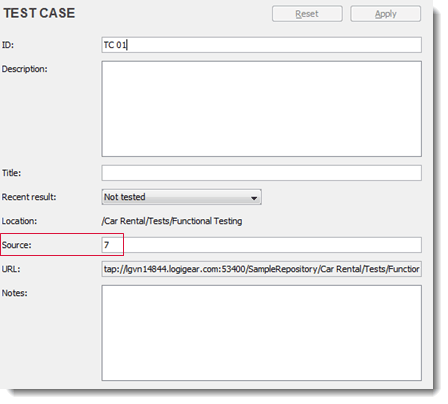 TEST CASE
Reset
Apply
ID: TC 01
Description:
Title:
Recent result: Not tested
Location: /Car Rental/Tests/Functional Testing
Source: 7
URL: tap://lgvn14844.logigear.com:53400/SampleRepository/Car Rental/Tests/Function
Notes: